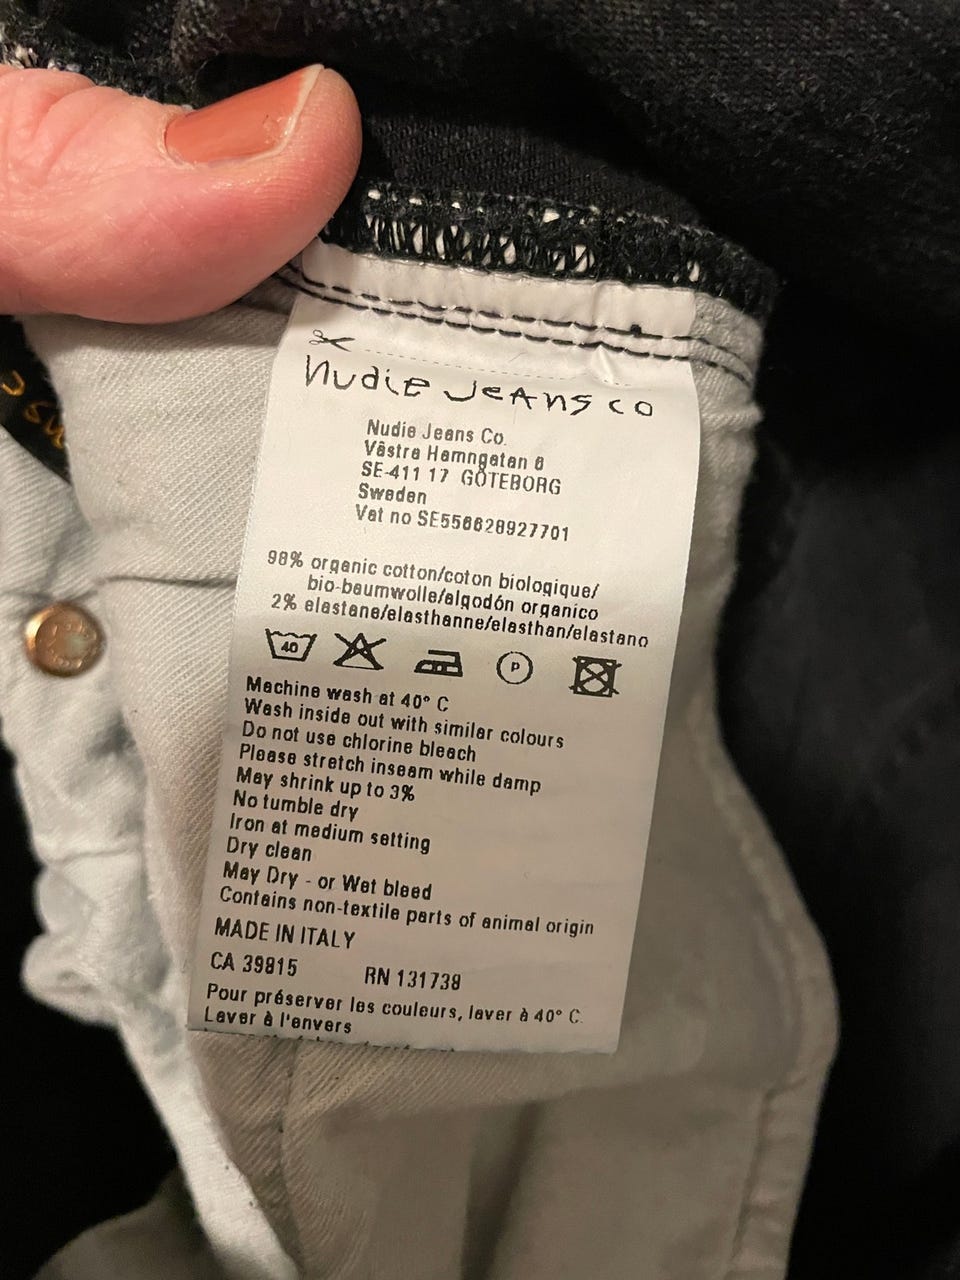 Nudie Jeans co
Nudie Jeans Co.
Västra Hamngatan 6
SE-411 17 GÖTEBORG
Sweden
Vat no SE556628927701
98% organic cotton/coton biologique/
bio-baumwolle/algodón organico
2% elastane/elasthanne/elasthan/elastano
40
P
Machine wash at 40° C
Wash inside out with similar colours
Do not use chlorine bleach
Please stretch inseam while damp
May shrink up to 3%
No tumble dry
Iron at medium setting
Dry clean
May Dry - or Wet bleed
Contains non-textile parts of animal origin
MADE IN ITALY
CA 39815 RN 131739
Pour préserver les couleurs, laver à 40° C.
Laver à l'envers